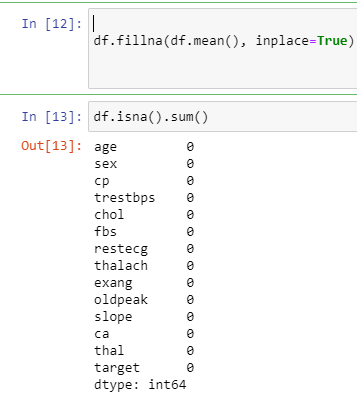 In [12]:
df.fillna(df.mean(), inplace=True)
In [13]: df.isna().sum()
Out[13]: age 0
sex 0
cp 0
trestbps 0
chol 0
fbs 0
restecg 0
thalach 0
exang 0
oldpeak 0
slope 0
ca 0
thal 0
target 0
dtype: int64